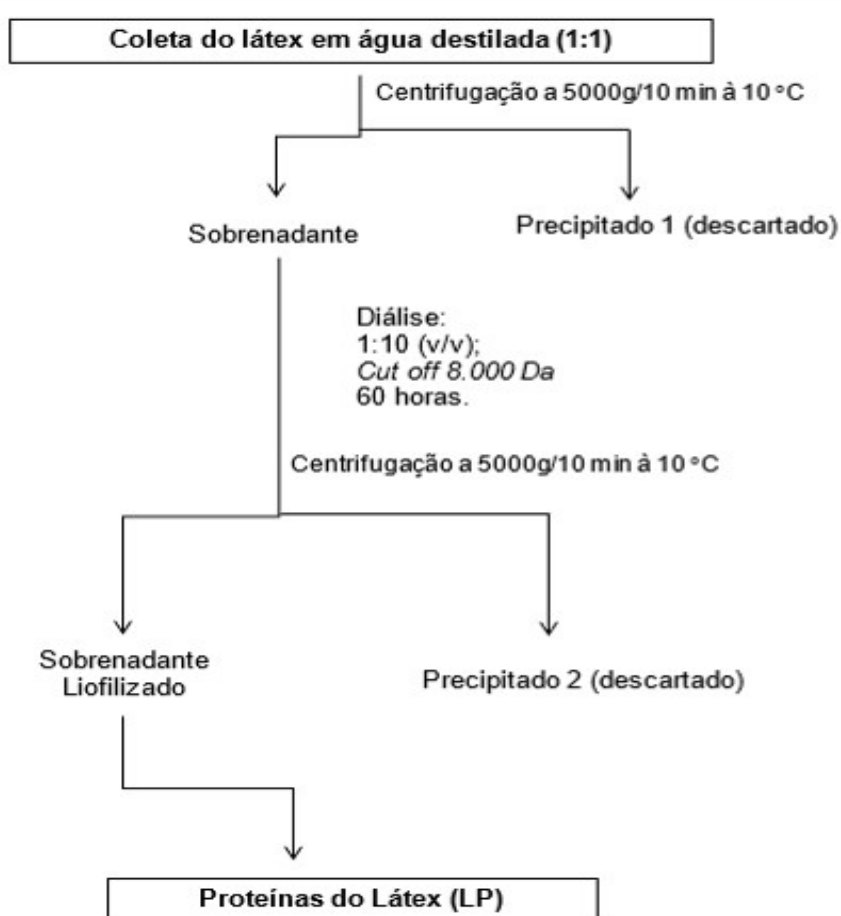 Coleta do látex em água destilada (1:1)
Centrifugação a 5000g/10 min à 10 °C
Sobrenadante
Precipitado 1 (descartado)
Diálise:
1:10 (v/v);
Cut off 8.000 Da
60 horas.
Centrifugação a 5000g/10 min à 10 °C
Sobrenadante
Liofilizado
Precipitado 2 (descartado)
Proteínas do Látex (LP)